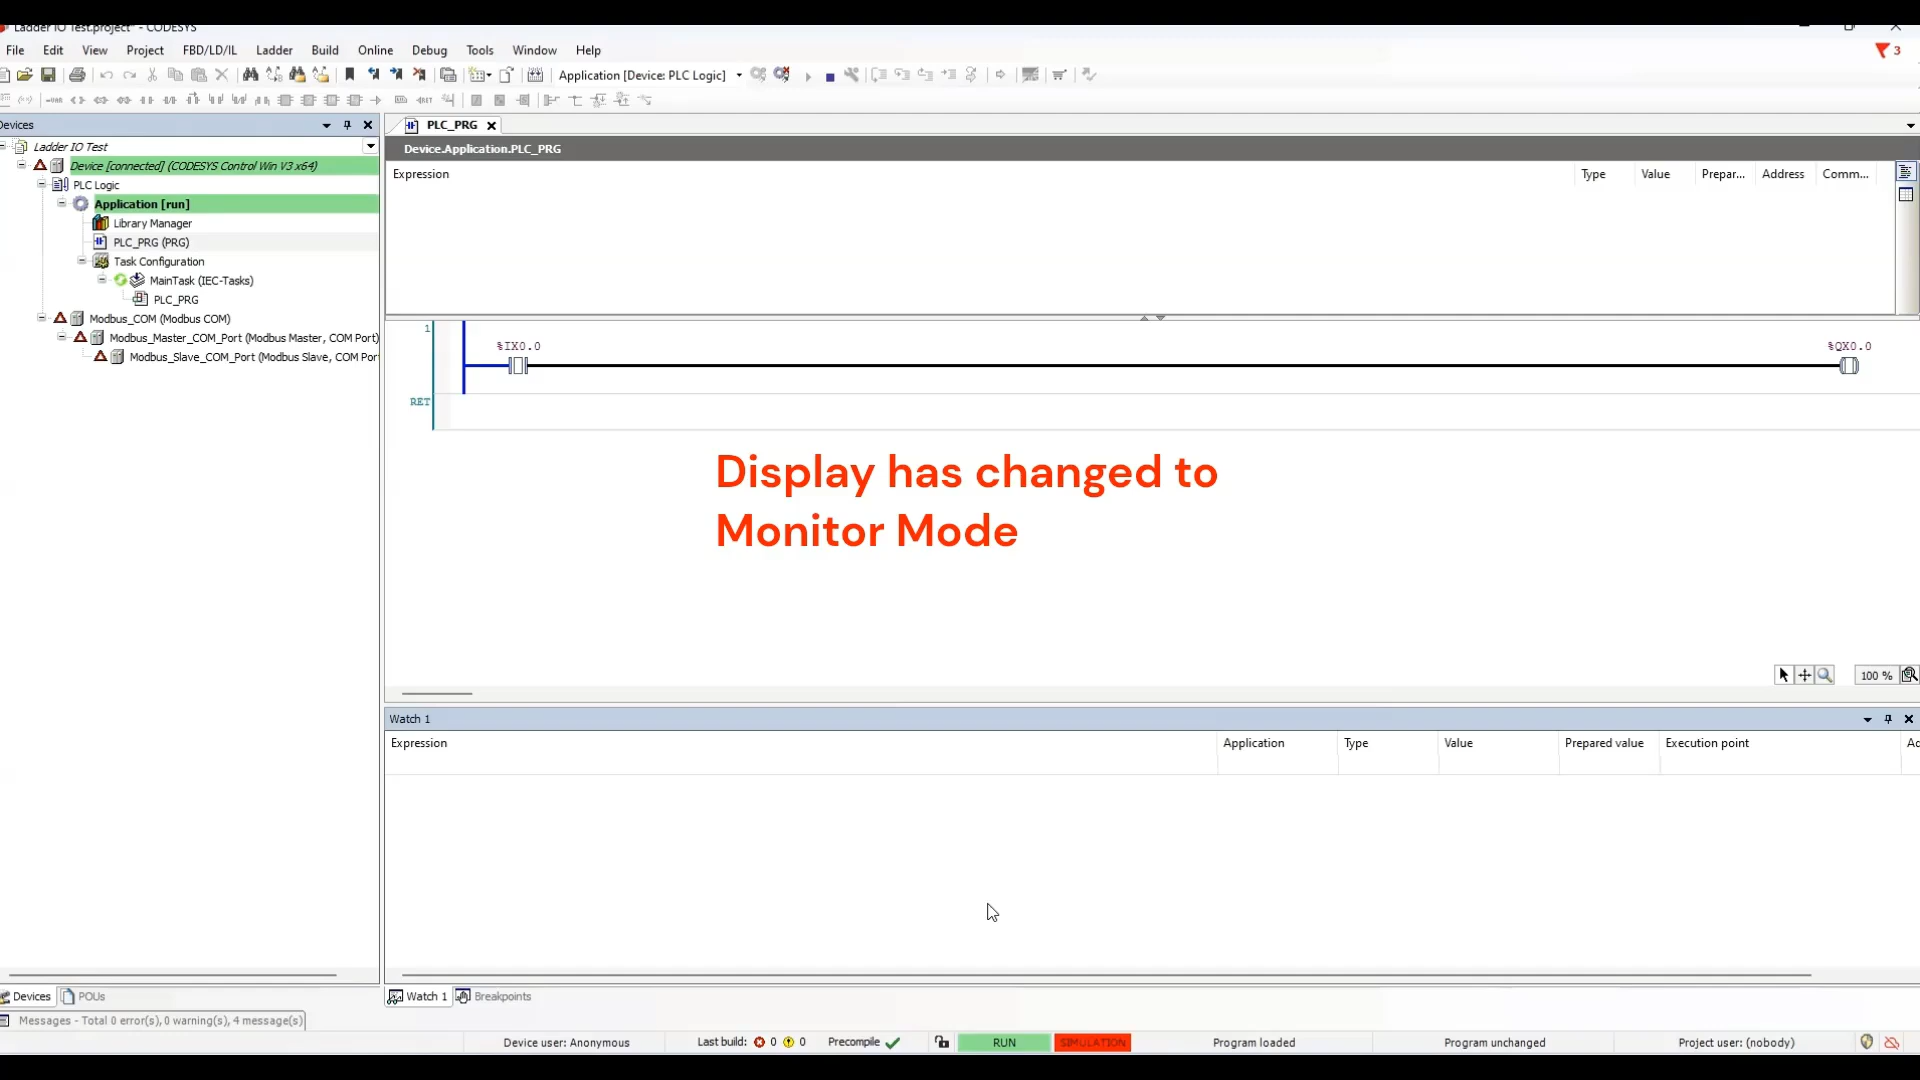 Ladder IO Test.project* - CODESYS
File Edit View Project FBD/LD/IL Ladder Build Online Debug Tools Window Help
3
Application [Device: PLC Logic]
Devices
PLC_PRG
Ladder IO Test
Device.Application.PLC_PRG
Device [connected] (CODESYS Control Win V3 x64)
Expression Type Value Prepar... Address Comm...
PLC Logic
Application [run]
Library Manager
PLC_PRG (PRG)
Task Configuration
MainTask (IEC-Tasks)
PLC_PRG
Modbus_COM (Modbus COM)
Modbus_Master_COM_Port (Modbus Master, COM Port)
Modbus_Slave_COM_Port (Modbus Slave, COM Por
1
%IX0.0 %QX0.0
RET
Display has changed to
Monitor Mode
100 %
Watch 1
Expression Application Type Value Prepared value Execution point Ad
Devices POUs
Watch 1 Breakpoints
Messages - Total 0 error(s), 0 warning(s), 4 message(s)
Device user: Anonymous Last build: 0 0 Precompile RUN SIMULATION Program loaded Program unchanged Project user: (nobody)